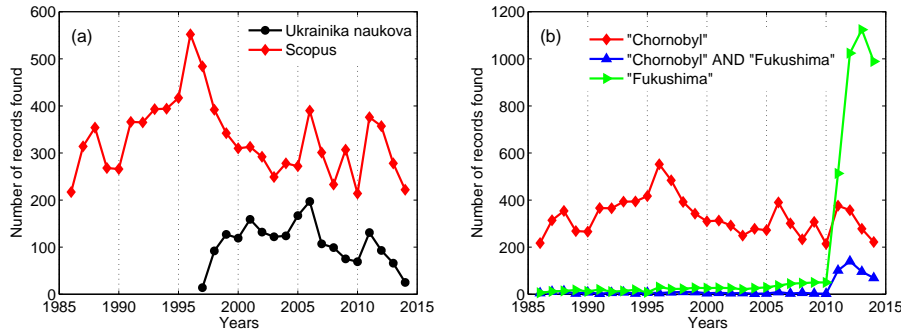 (a)
Ukrainika naukova
Scopus
Number of records found
600
500
400
300
200
100
0
1985 1990 1995 2000 2005 2010 2015
Years
(b)
"Chornobyl"
"Chornobyl" AND "Fukushima"
"Fukushima"
Number of records found
1200
1000
800
600
400
200
0
1985 1990 1995 2000 2005 2010 2015
Years